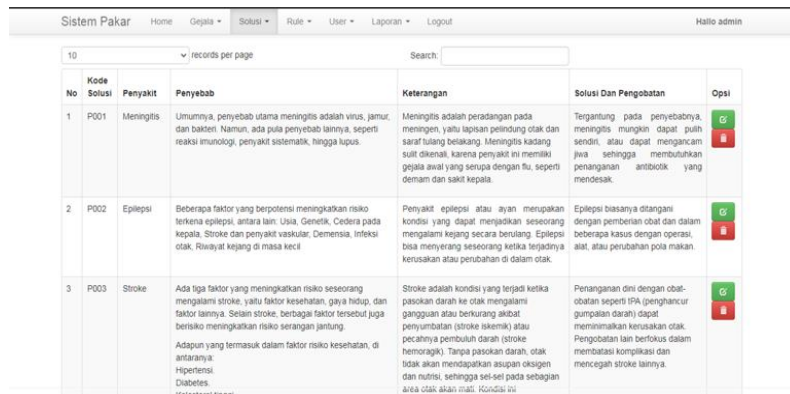 Sistem Pakar Home Gejala Solusi Rule User Laporan Logout Hallo admin
10 records per page Search:
No Kode Solusi Penyakit Penyebab Keterangan Solusi Dan Pengobatan Opsi
1 P001 Meningitis
Umumnya, penyebab utama meningitis adalah virus, jamur,
dan bakteri. Namun, ada pula penyebab lainnya, seperti
reaksi imunologi, penyakit sistematik, hingga lupus.
Meningitis adalah peradangan pada
meningen, yaitu lapisan pelindung otak dan
saraf tulang belakang. Meningitis kadang
sulit dikenali, karena penyakit ini memiliki
gejala awal yang serupa dengan flu, seperti
demam dan sakit kepala.
Tergantung pada penyebabnya,
meningitis mungkin dapat pulih
sendiri, atau dapat mengancam
jiwa sehingga membutuhkan
penanganan antibiotik yang
mendesak.
2 P002 Epilepsi
Beberapa faktor yang berpotensi meningkatkan risiko
terkena epilepsi, antara lain: Usia, Genetik, Cedera pada
kepala, Stroke dan penyakit vaskular, Demensia, Infeksi
otak, Riwayat kejang di masa kecil
Penyakit epilepsi atau ayan merupakan
kondisi yang dapat menjadikan seseorang
mengalami kejang secara berulang. Epilepsi
bisa menyerang seseorang ketika terjadinya
kerusakan atau perubahan di dalam otak.
Epilepsi biasanya ditangani
dengan pemberian obat dan dalam
beberapa kasus dengan operasi,
alat, atau perubahan pola makan.
3 P003 Stroke
Ada tiga faktor yang meningkatkan risiko seseorang
mengalami stroke, yaitu faktor kesehatan, gaya hidup, dan
faktor lainnya. Selain stroke, berbagai faktor tersebut juga
berisiko meningkatkan risiko serangan jantung.
Adapun yang termasuk dalam faktor risiko kesehatan, di
antaranya:
Hipertensi.
Diabetes.
Kolesterol tinggi.
Stroke adalah kondisi yang terjadi ketika
pasokan darah ke otak mengalami
gangguan atau berkurang akibat
penyumbatan (stroke iskemik) atau
pecahnya pembuluh darah (stroke
hemoragik). Tanpa pasokan darah, otak
tidak akan mendapatkan asupan oksigen
dan nutrisi, sehingga sel-sel pada sebagian
area otak akan mati. Kondisi ini
Penanganan dini dengan obat-
obatan seperti tPA (penghancur
gumpalan darah) dapat
meminimalkan kerusakan otak.
Pengobatan lain berfokus dalam
membatasi komplikasi dan
mencegah stroke lainnya.